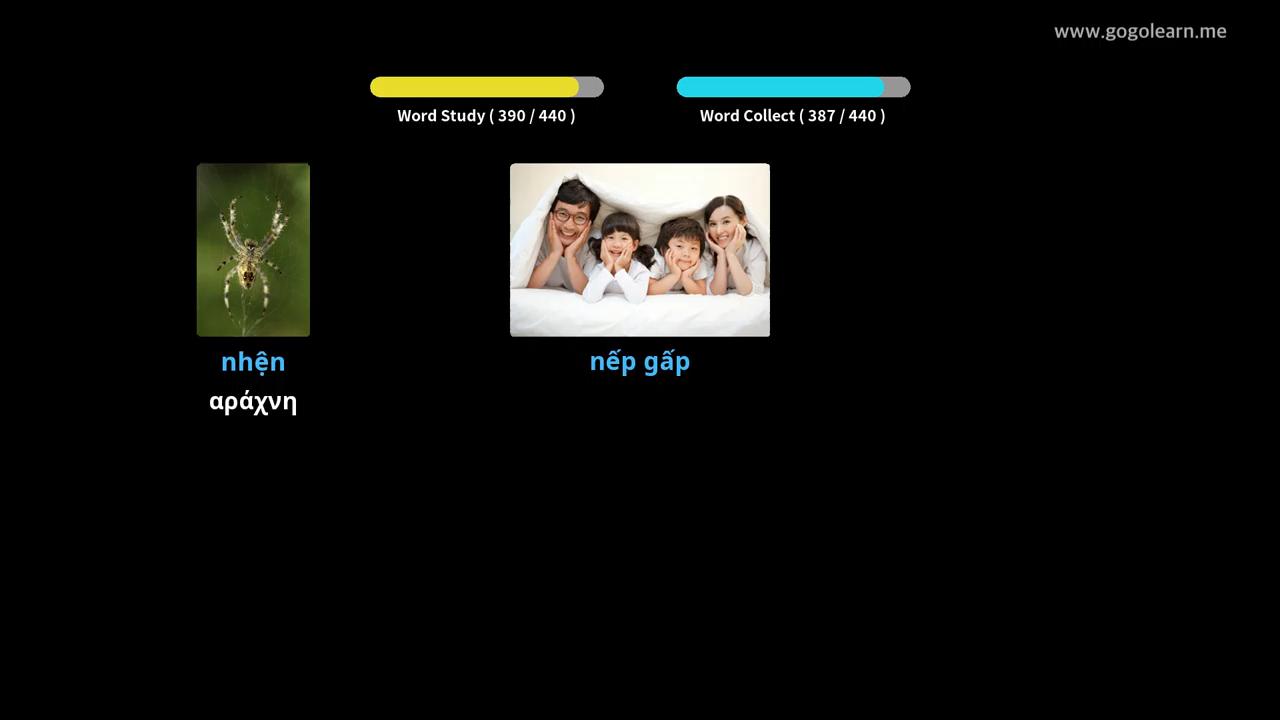 www.gogolearn.me
Word Study ( 390 / 440 )
Word Collect ( 387 / 440 )
nhện
αράχνη
nếp gấp